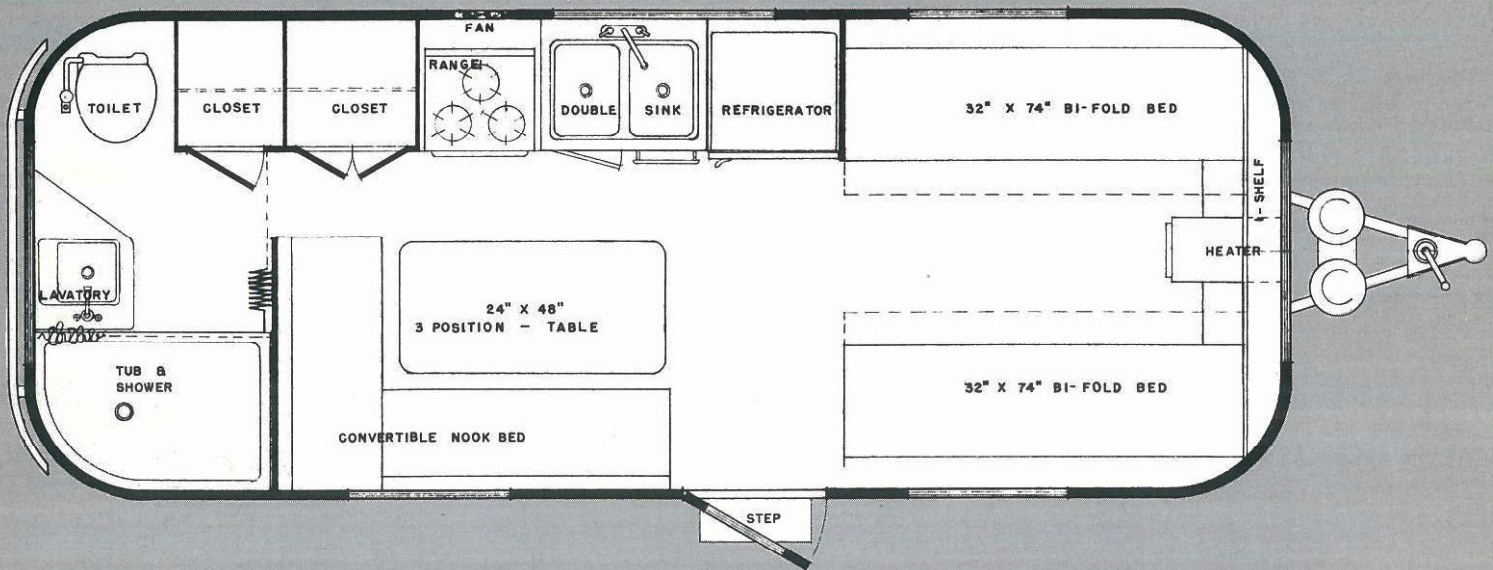 FAN
RANGE
TOILET
CLOSET
CLOSET
DOUBLE SINK
REFRIGERATOR
32" X 74" BI-FOLD BED
L-SHELF
HEATER
LAVATORY
24" X 48"
3 POSITION - TABLE
TUB &
SHOWER
32" X 74" BI-FOLD BED
CONVERTIBLE NOOK BED
STEP